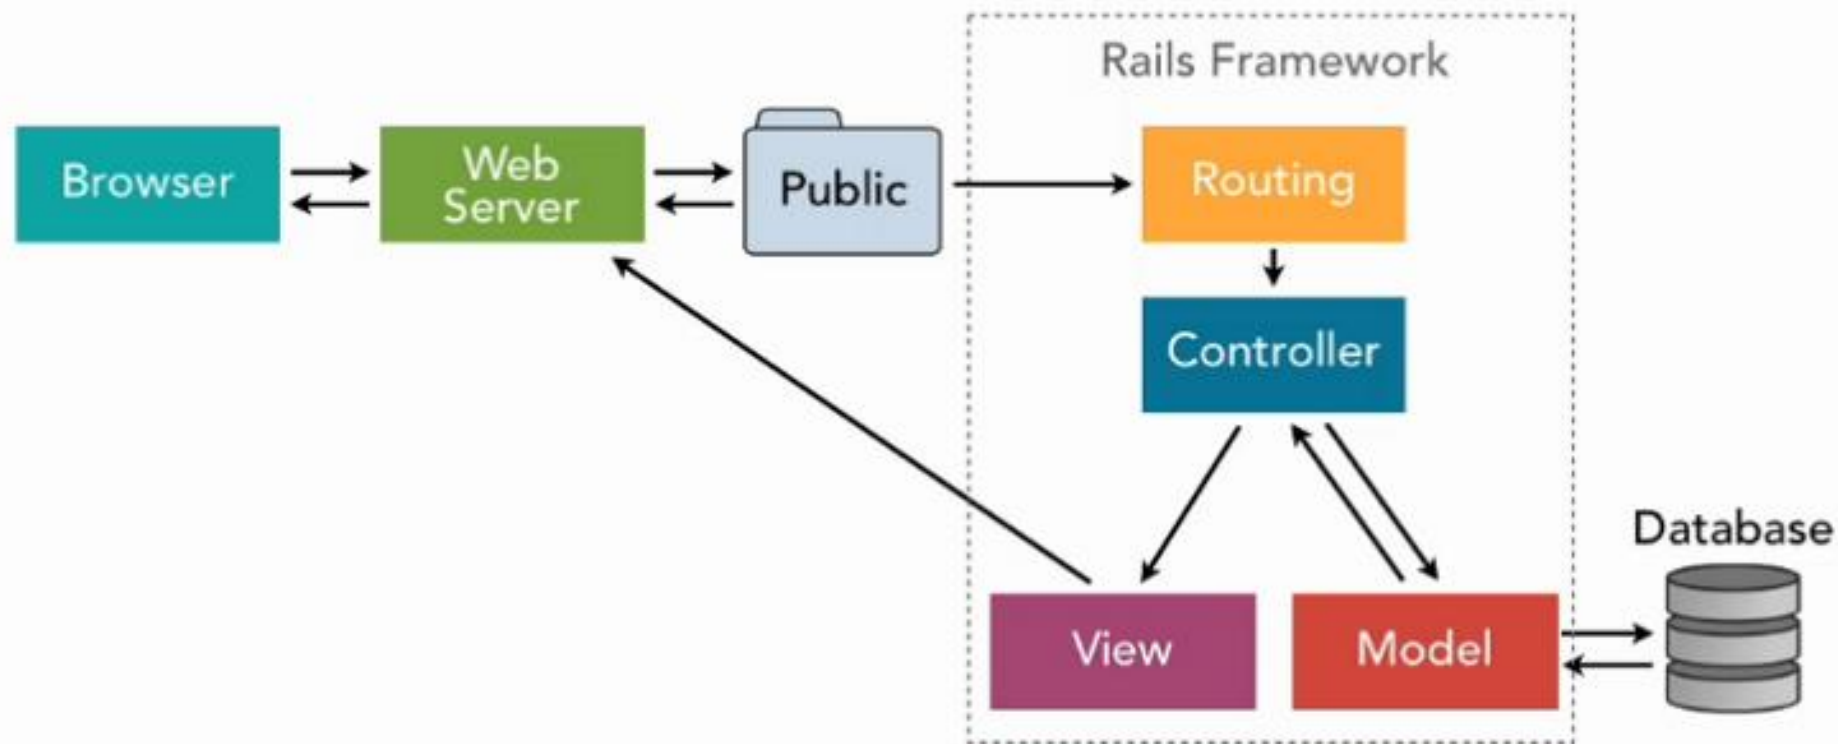 Rails Framework
Browser
Web
Server
Public
Routing
Controller
Database
View
Model